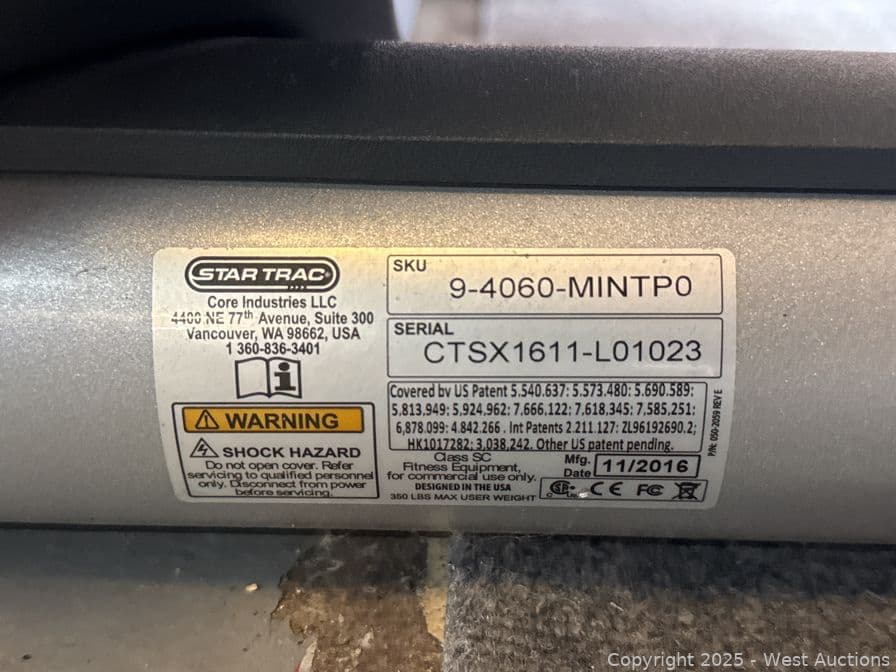 STAR TRAC
Core Industries LLC
4400 NE 77th Avenue, Suite 300
Vancouver, WA 98662, USA
1 360-836-3401
WARNING
SHOCK HAZARD
Do not open cover. Refer
servicing to qualified personnel
only. Disconnect from power
before servicing.
SKU
9-4060-MINTP0
SERIAL
CTSX1611-L01023
Covered by US Patent 5.540.637: 5.573.480: 5.690.589:
5.813,949; 5,924,962; 7,666,122; 7,618,345; 7,585,251;
6,878.099; 4.842.266 . Int Patents 2.211.127: ZL96192690.2;
HK1017282; 3,038,242. Other US patent pending.
P/N: 050-2059 REV E
Class SC
Fitness Equipment,
for commercial use only.
DESIGNED IN THE USA
350 LBS MAX USER WEIGHT
Mfg.
Date
11/2016
CE FC
Copyright 2025 - West Auctions